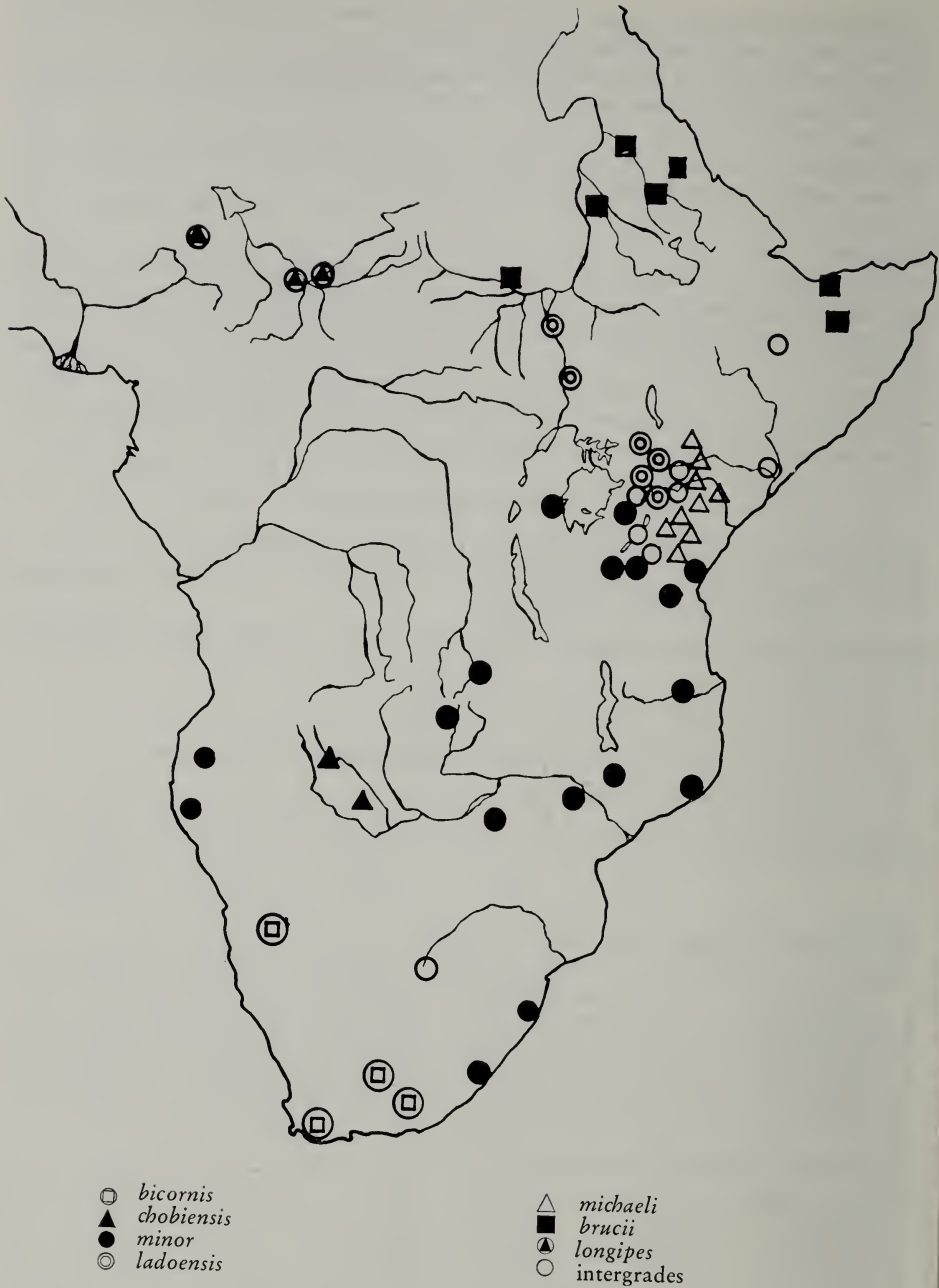 bicornis
chobiensis
minor
ladoensis
michaeli
brucii
longipes
intergrades